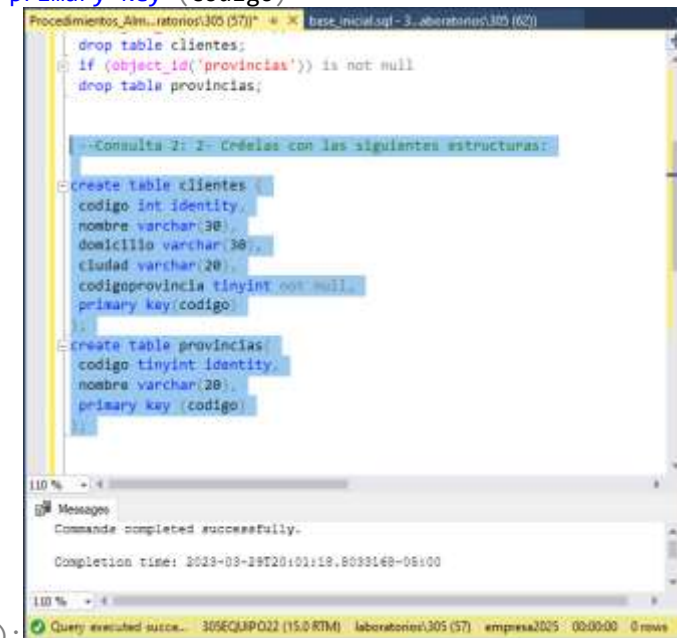 primary key (codigo)
Procedimientos_Alm...ratorios\305 (57))* base_inicial.sql - 3...aboratorios\305 (62))
drop table clientes;
if (object_id('provincias')) is not null
drop table provincias;
--Consulta 2: 2- Créelas con las siguientes estructuras:
create table clientes (
codigo int identity,
nombre varchar(30),
domicilio varchar(30),
ciudad varchar(20),
codigoprovincia tinyint not null,
primary key(codigo)
);
create table provincias(
codigo tinyint identity,
nombre varchar(20),
primary key (codigo)
);
110 %
Messages
Commands completed successfully.
Completion time: 2023-03-29T20:01:18.8033168-05:00
110 %
); Query executed succe... 305EQUIPO22 (15.0 RTM) laboratorios\305 (57) empresa2025 00:00:00 0 rows